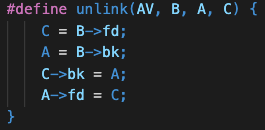 #define unlink(AV, B, A, C) {
    C = B->fd;
    A = B->bk;
    C->bk = A;
    A->fd = C;
}